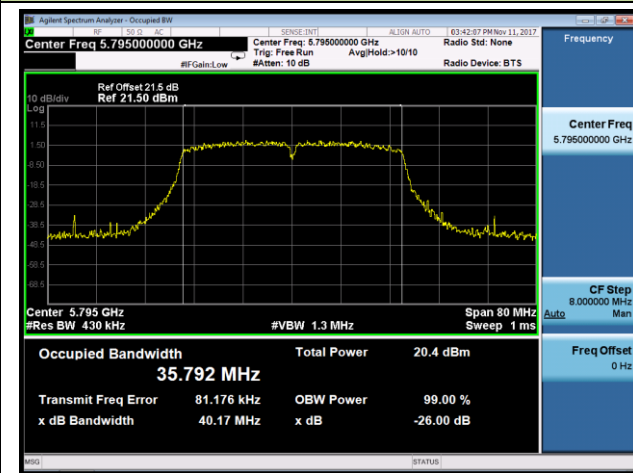 Agilent Spectrum Analyzer - Occupied BW
RF 50 Ω AC SENSE:INT ALIGN AUTO 03:42:07 PM Nov 11, 2017
Center Freq 5.795000000 GHz
Center Freq: 5.795000000 GHz
Radio Std: None
Trig: Free Run Avg|Hold:>10/10
#IFGain:Low #Atten: 10 dB Radio Device: BTS
Frequency
Ref Offset 21.5 dB
10 dB/div Ref 21.50 dBm
Log
11.5
1.50
-8.50
-18.5
-28.5
-38.5
-48.5
-58.5
-68.5
Center 5.795 GHz Span 80 MHz
#Res BW 430 kHz #VBW 1.3 MHz Sweep 1 ms
Occupied Bandwidth Total Power 20.4 dBm
35.792 MHz
Transmit Freq Error 81.176 kHz OBW Power 99.00 %
x dB Bandwidth 40.17 MHz x dB -26.00 dB
Center Freq
5.795000000 GHz
CF Step
8.000000 MHz
Auto Man
Freq Offset
0 Hz
MSG STATUS